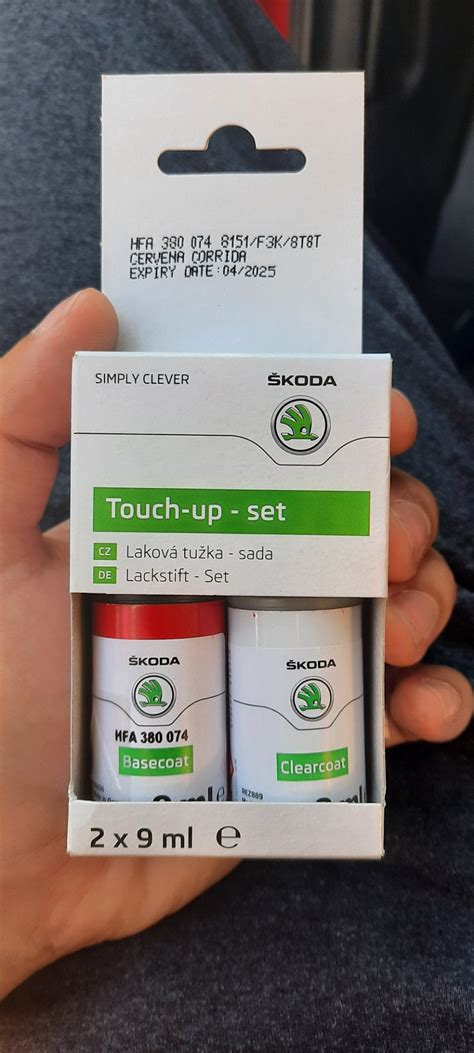 HFA 380 074 8151/F3K/8T8T
CERVENA CORRIDA
EXPIRY DATE:04/2025
SIMPLY CLEVER
ŠKODA
Touch-up - set
CZ Laková tužka - sada
DE Lackstift - Set
ŠKODA
HFA 380 074
Basecoat
ŠKODA
Clearcoat
2 x 9 ml e